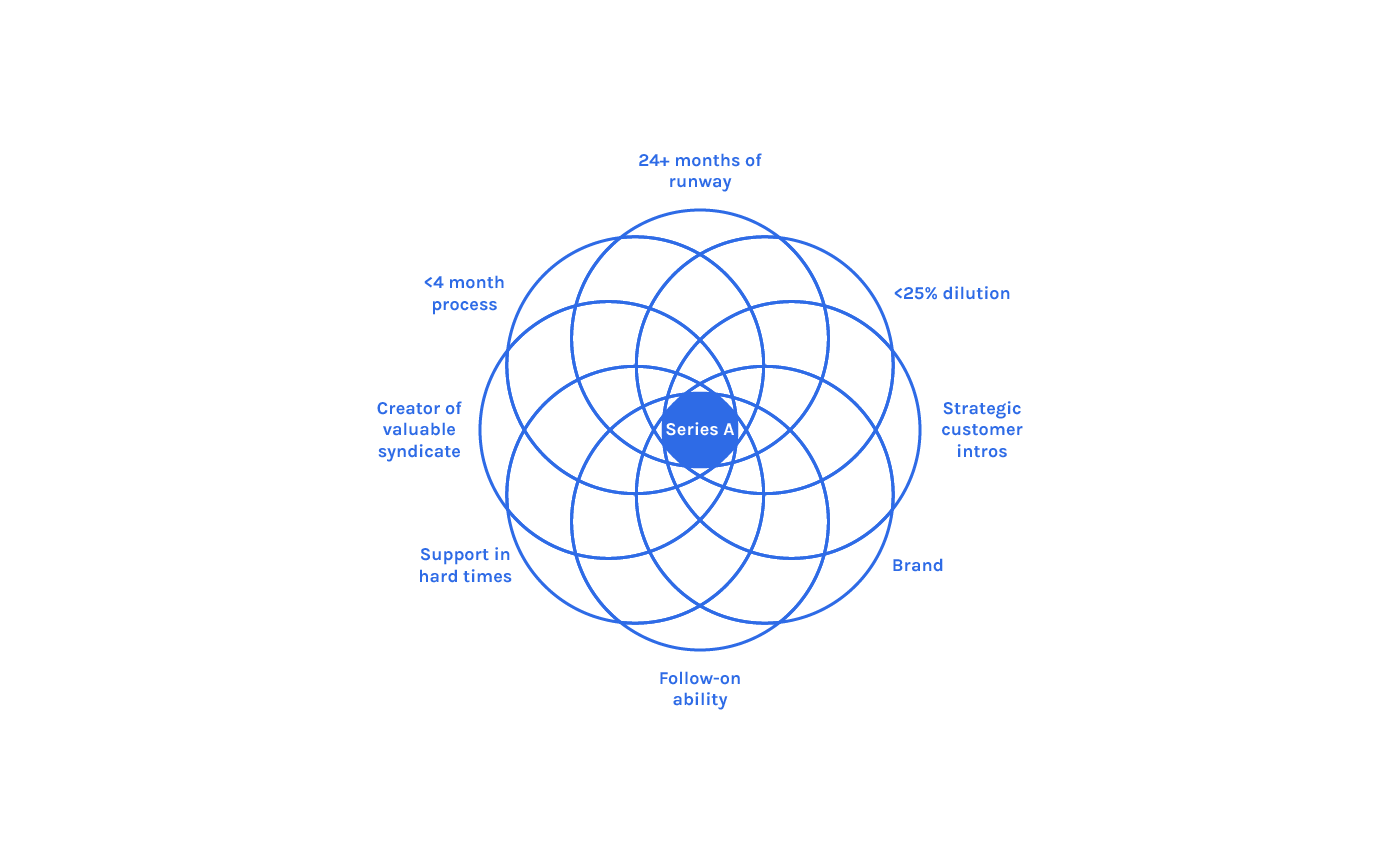 24+ months of
runway
<4 month
process
<25% dilution
Creator of
valuable
syndicate
Series A
Strategic
customer
intros
Support in
hard times
Brand
Follow-on
ability